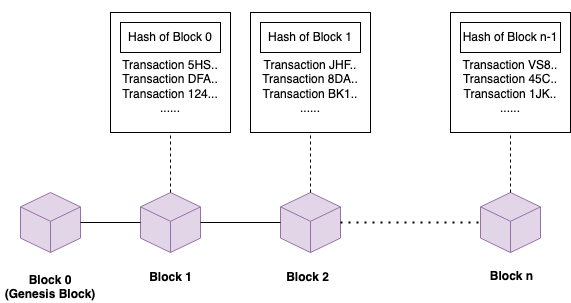 Hash of Block 0
Transaction 5HS..
Transaction DFA..
Transaction 124...
......
Hash of Block 1
Transaction JHF..
Transaction 8DA..
Transaction BK1..
......
Hash of Block n-1
Transaction VS8..
Transaction 45C..
Transaction 1JK..
......
Block 0
(Genesis Block)
Block 1
Block 2
Block n